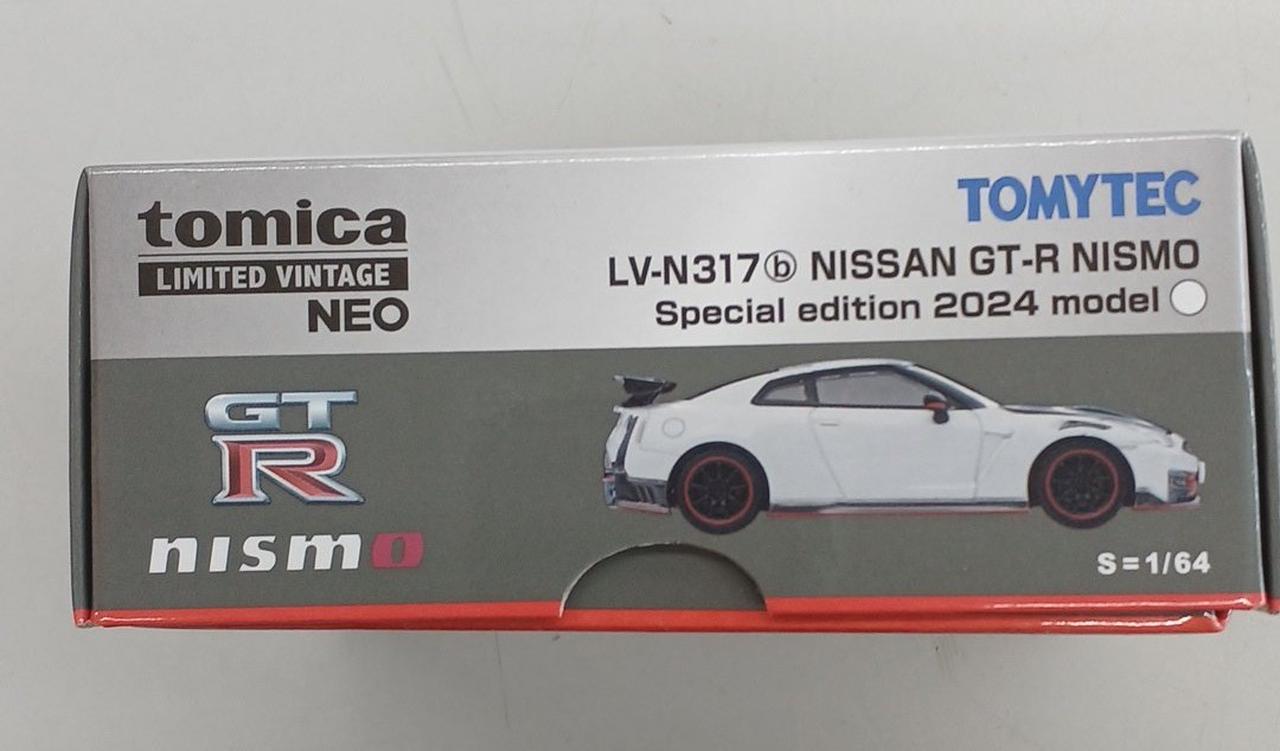 tomica
LIMITED VINTAGE
NEO
TOMYTEC
LV-N317ⓑ NISSAN GT-R NISMO
Special edition 2024 model
GT
R
nismo
S=1/64